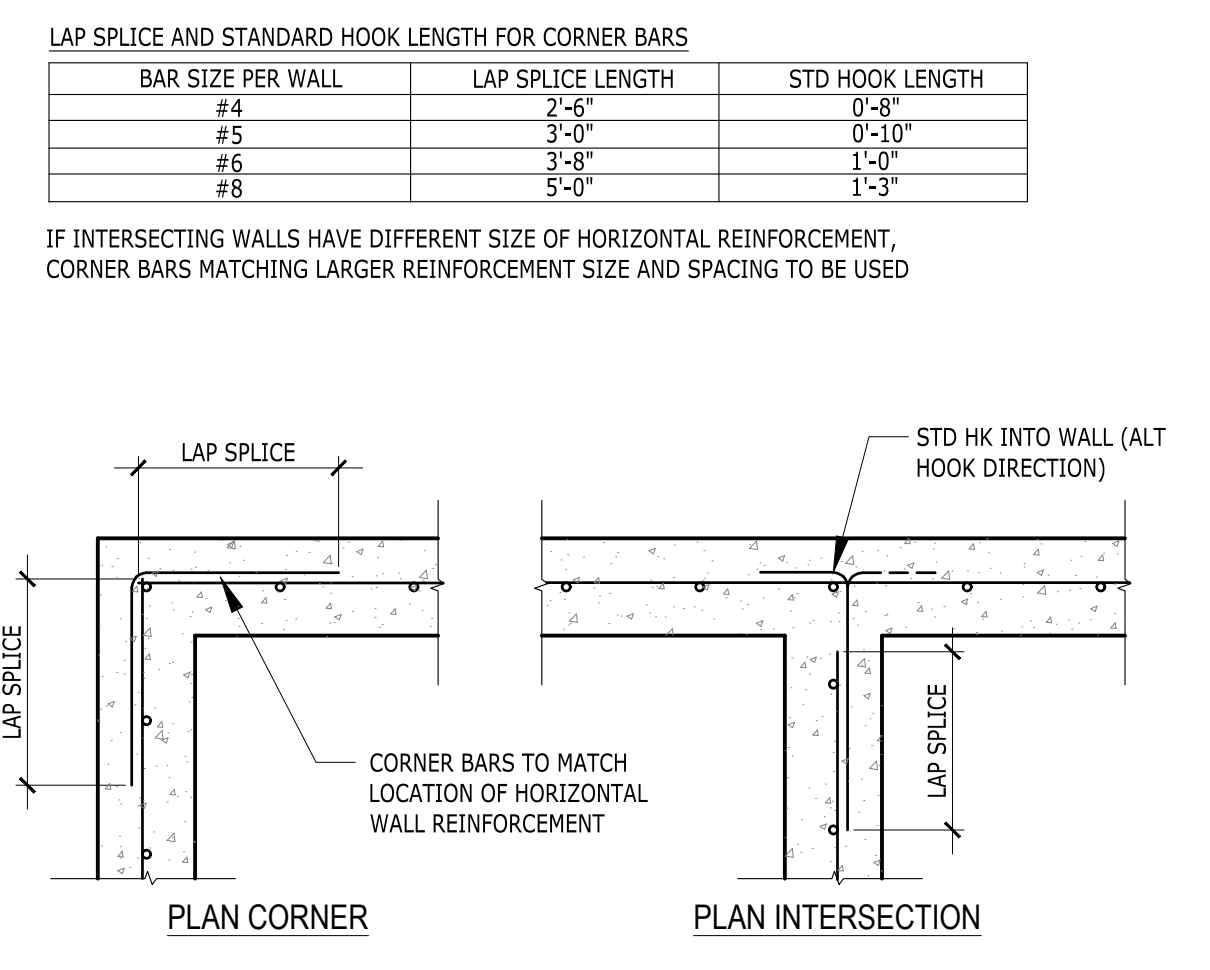 LAP SPLICE AND STANDARD HOOK LENGTH FOR CORNER BARS
BAR SIZE PER WALL LAP SPLICE LENGTH STD HOOK LENGTH
#4 2'-6" 0'-8"
#5 3'-0" 0'-10"
#6 3'-8" 1'-0"
#8 5'-0" 1'-3"
IF INTERSECTING WALLS HAVE DIFFERENT SIZE OF HORIZONTAL REINFORCEMENT,
CORNER BARS MATCHING LARGER REINFORCEMENT SIZE AND SPACING TO BE USED
LAP SPLICE
LAP SPLICE
CORNER BARS TO MATCH
LOCATION OF HORIZONTAL
WALL REINFORCEMENT
PLAN CORNER
STD HK INTO WALL (ALT
HOOK DIRECTION)
LAP SPLICE
PLAN INTERSECTION